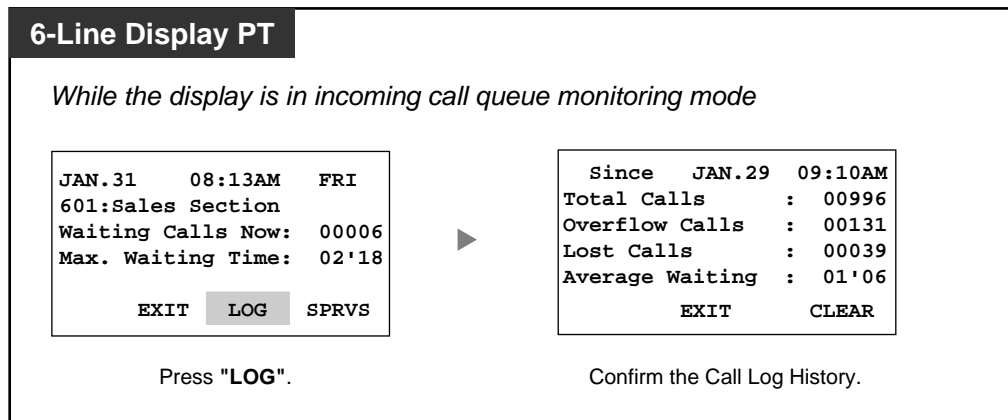 6-Line Display PT
While the display is in incoming call queue monitoring mode
JAN.31 08:13AM FRI
601:Sales Section
Waiting Calls Now: 00006
Max. Waiting Time: 02'18
EXIT LOG SPRVS
Press "LOG".
Since JAN.29 09:10AM
Total Calls : 00996
Overflow Calls : 00131
Lost Calls : 00039
Average Waiting : 01'06
EXIT CLEAR
Confirm the Call Log History.